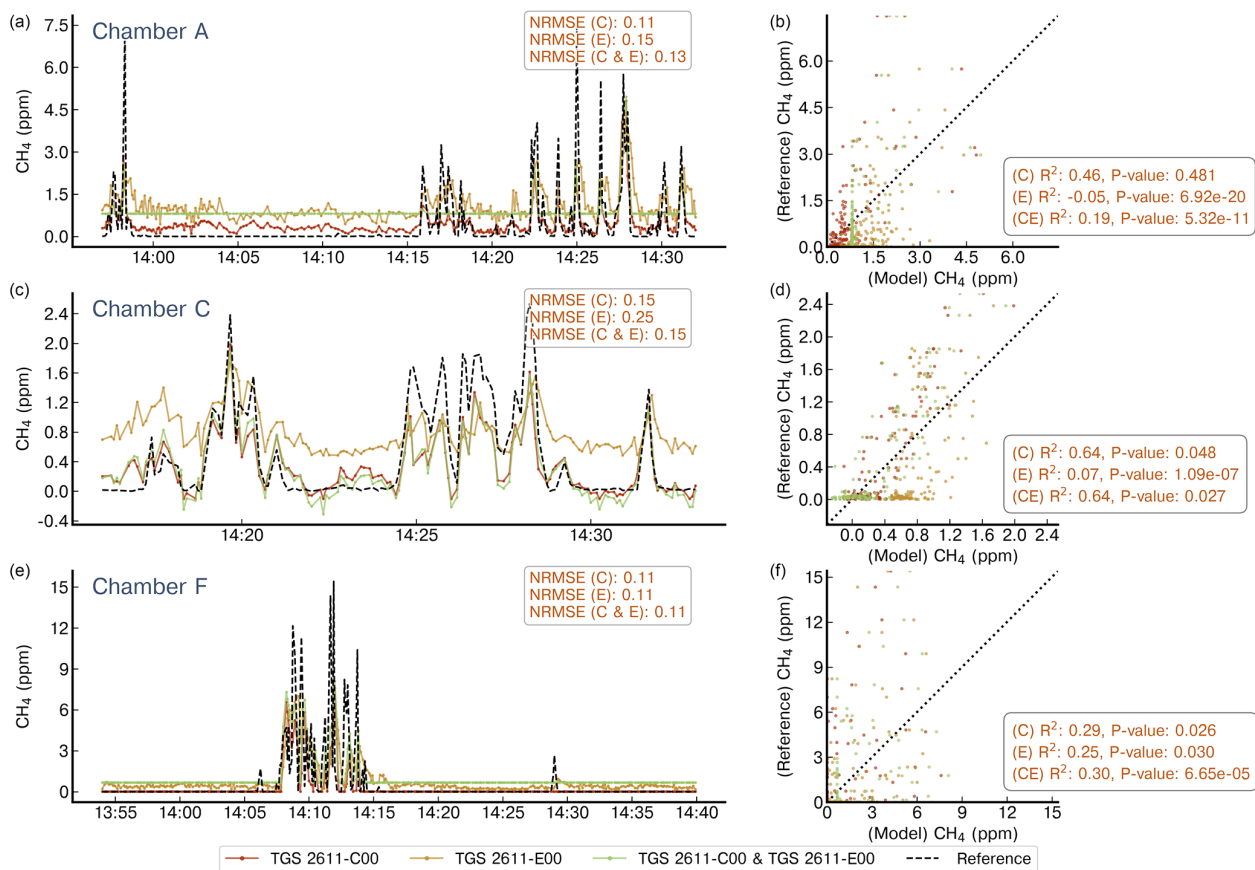 (a)
Chamber A
NRMSE (C): 0.11
NRMSE (E): 0.15
NRMSE (C & E): 0.13
CH₄ (ppm)
7.5
6.0
4.5
3.0
1.5
0.0
14:00 14:05 14:10 14:15 14:20 14:25 14:30
(b)
(Reference) CH₄ (ppm)
6.0
4.5
3.0
1.5
0.0
0.0 1.5 3.0 4.5 6.0
(Model) CH₄ (ppm)
(C) R²: 0.46, P-value: 0.481
(E) R²: -0.05, P-value: 6.92e-20
(CE) R²: 0.19, P-value: 5.32e-11
(c)
Chamber C
NRMSE (C): 0.15
NRMSE (E): 0.25
NRMSE (C & E): 0.15
CH₄ (ppm)
2.4
2.0
1.6
1.2
0.8
0.4
0.0
-0.4
14:20 14:25 14:30
(d)
(Reference) CH₄ (ppm)
2.4
2.0
1.6
1.2
0.8
0.4
0.0
0.0 0.4 0.8 1.2 1.6 2.0 2.4
(Model) CH₄ (ppm)
(C) R²: 0.64, P-value: 0.048
(E) R²: 0.07, P-value: 1.09e-07
(CE) R²: 0.64, P-value: 0.027
(e)
Chamber F
NRMSE (C): 0.11
NRMSE (E): 0.11
NRMSE (C & E): 0.11
CH₄ (ppm)
15
12
9
6
3
0
13:55 14:00 14:05 14:10 14:15 14:20 14:25 14:30 14:35 14:40
(f)
(Reference) CH₄ (ppm)
15
12
9
6
3
0
0 3 6 9 12 15
(Model) CH₄ (ppm)
(C) R²: 0.29, P-value: 0.026
(E) R²: 0.25, P-value: 0.030
(CE) R²: 0.30, P-value: 6.65e-05
TGS 2611-C00 TGS 2611-E00 TGS 2611-C00 & TGS 2611-E00 Reference